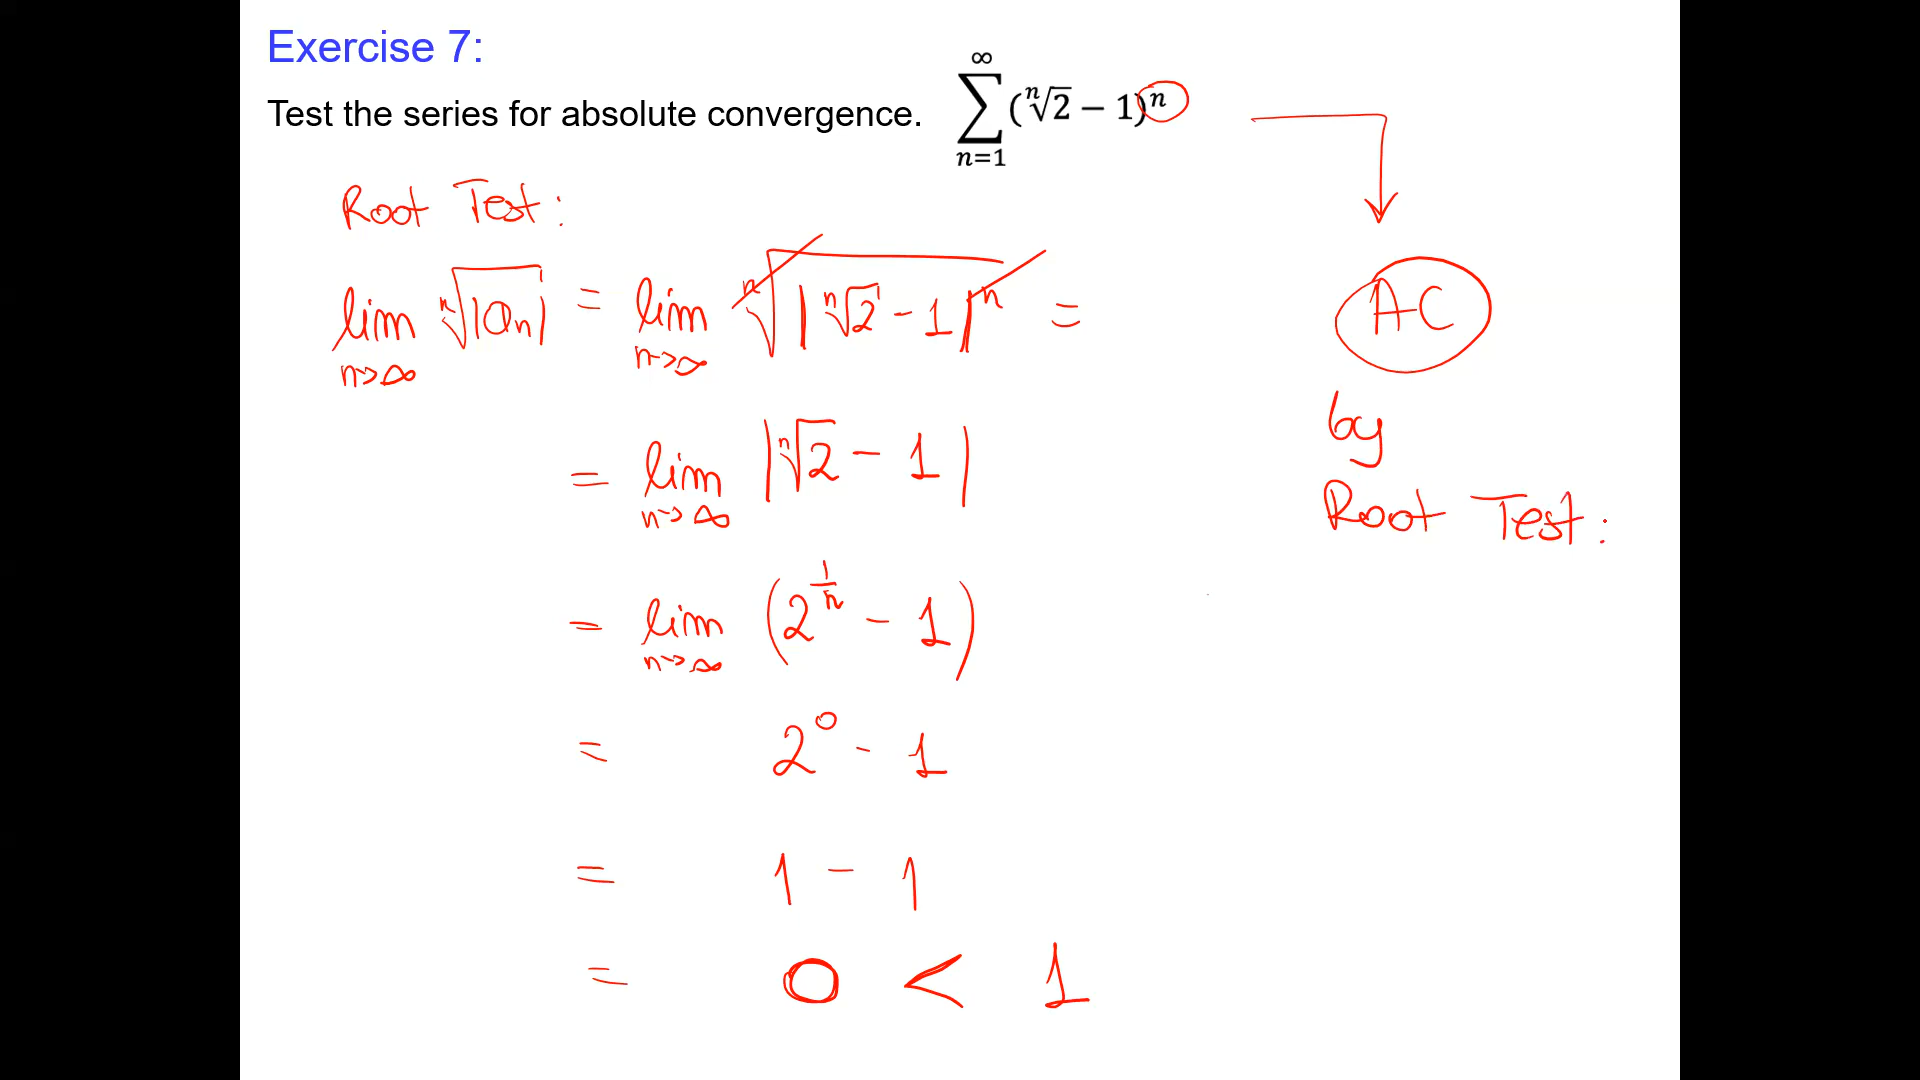 Exercise 7:
Test the series for absolute convergence. ∑_{n=1}^{∞} (ⁿ√2 − 1)ⁿ
Root Test:
lim_{n→∞} ⁿ√|aₙ| = lim_{n→∞} ⁿ√|ⁿ√2 − 1|ⁿ =
= lim_{n→∞} |ⁿ√2 − 1|
= lim_{n→∞} (2^{1/n} − 1)
= 2⁰ − 1
= 1 − 1
= 0 < 1
AC
by
Root Test: